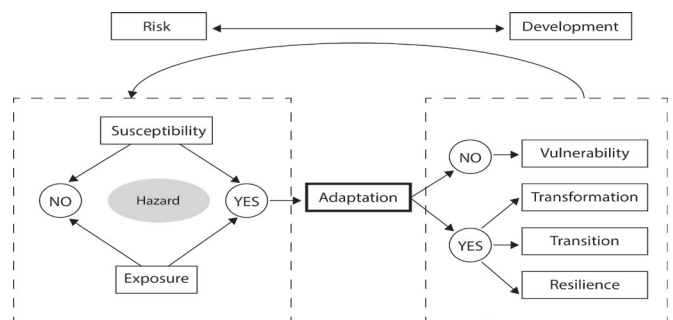 Risk
Development
Susceptibility
NO
Hazard
YES
Exposure
Adaptation
NO
Vulnerability
YES
Transformation
Transition
Resilience